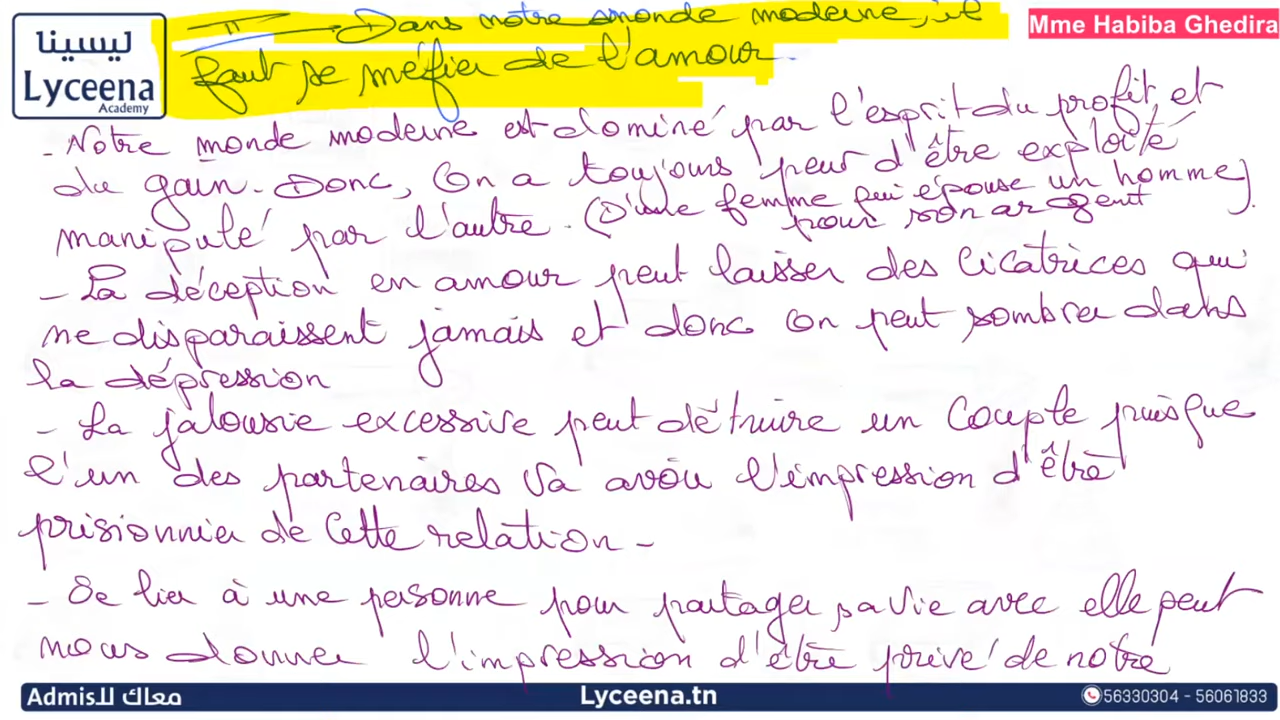 ليسينا
Lyceena
Academy
Mme Habiba Ghedira
II Dans notre monde moderne, il
faut se méfier de l'amour.
- Notre monde moderne est dominé par l'esprit du profit et
du gain. Donc, On a toujours peur d'être exploité
manipulé par l'autre. (D'une femme qui épouse un homme
pour son argent).
- La déception en amour peut laisser des cicatrices qui
ne disparaissent jamais et donc on peut sombrer dans
la dépression
- La jalousie excessive peut détruire un couple puisque
l'un des partenaires va avoir l'impression d'être
prisionnier de cette relation -
- Se lier à une personne pour partager sa vie avec elle peut
nous donner l'impression d'être privé de notre
Admisمعاك لل
Lyceena.tn
56330304 - 56061833